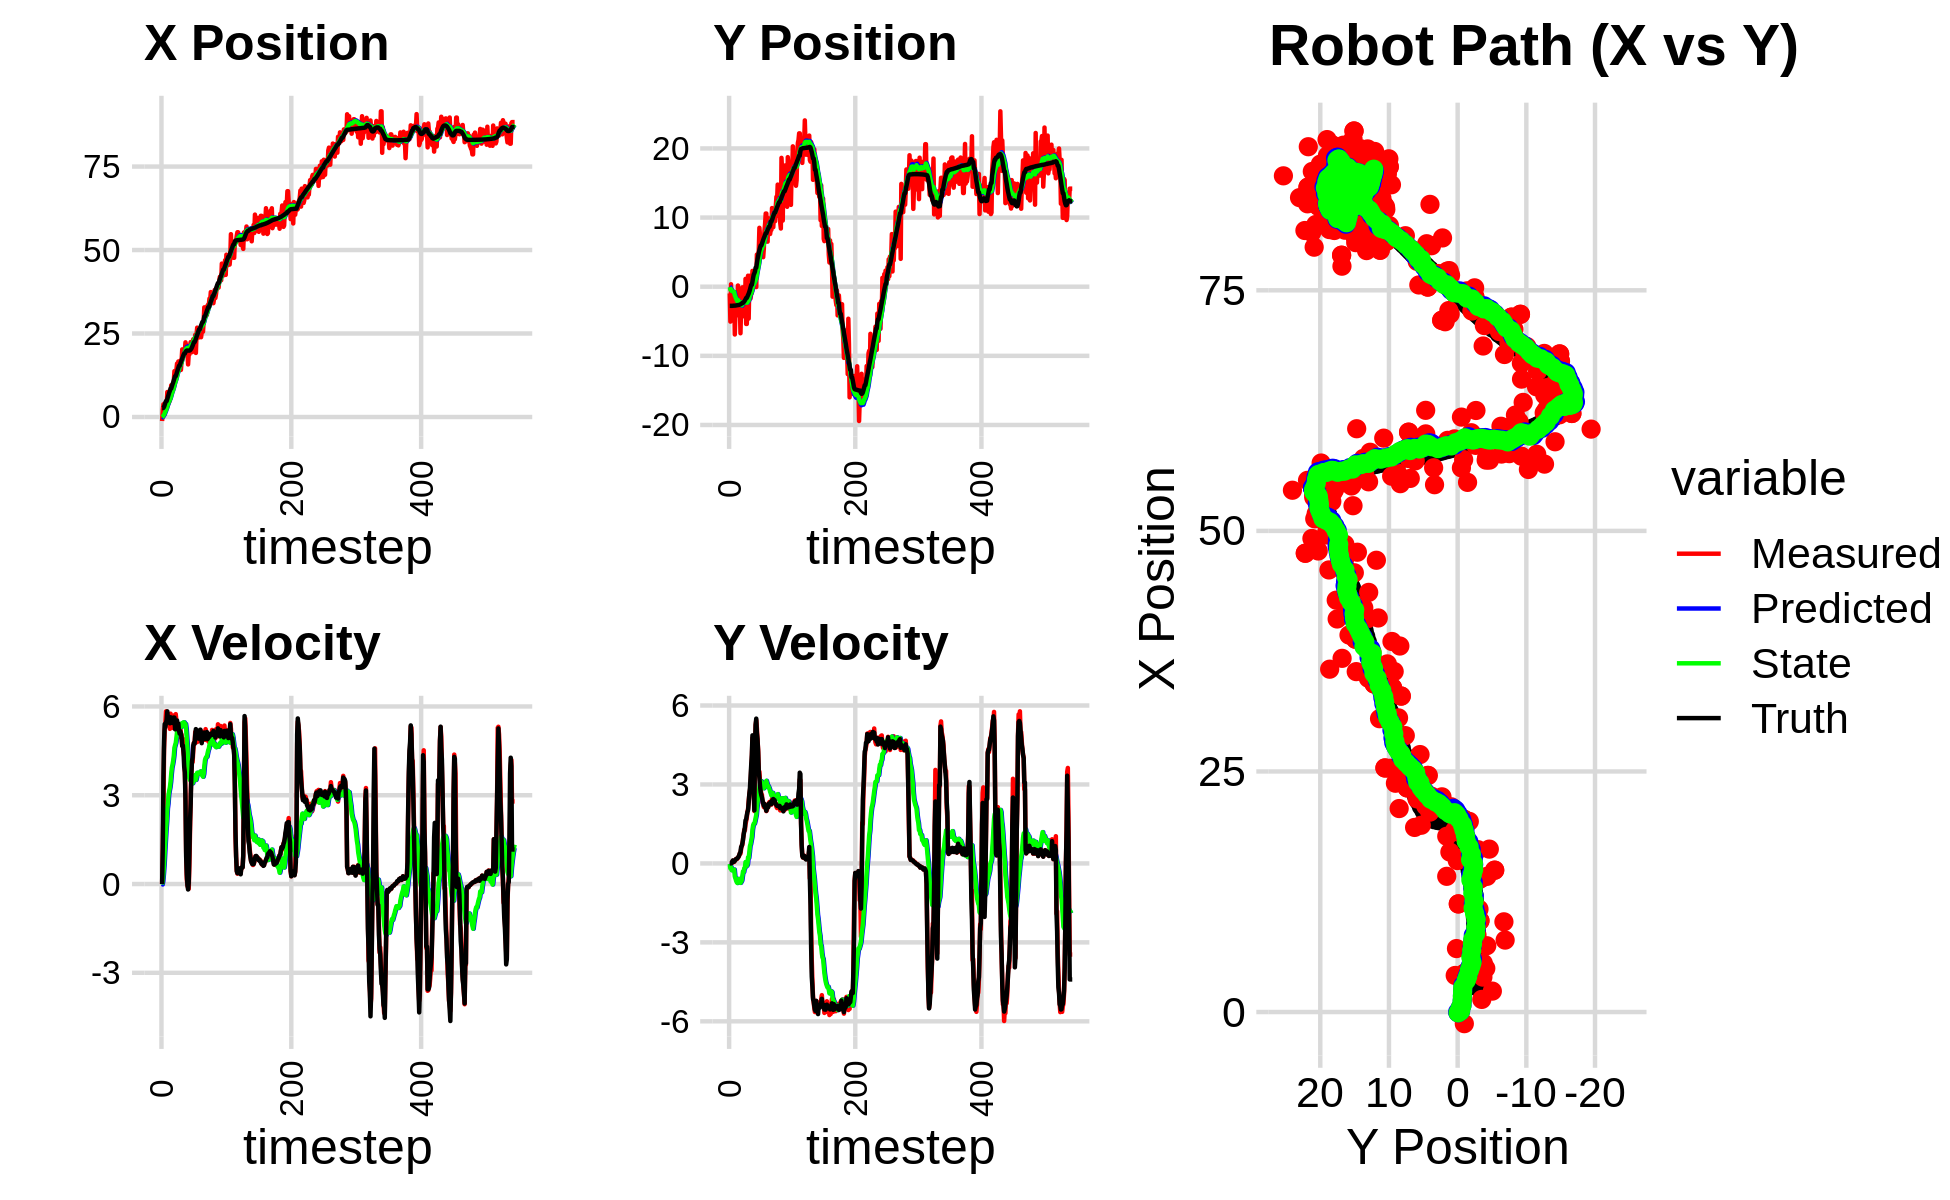 X Position
75
50
25
0
0
200
400
timestep
Y Position
20
10
0
-10
-20
0
200
400
timestep
X Velocity
6
3
0
-3
0
200
400
timestep
Y Velocity
6
3
0
-3
-6
0
200
400
timestep
Robot Path (X vs Y)
X Position
75
50
25
0
20 10 0 -10 -20
Y Position
variable
Measured
Predicted
State
Truth